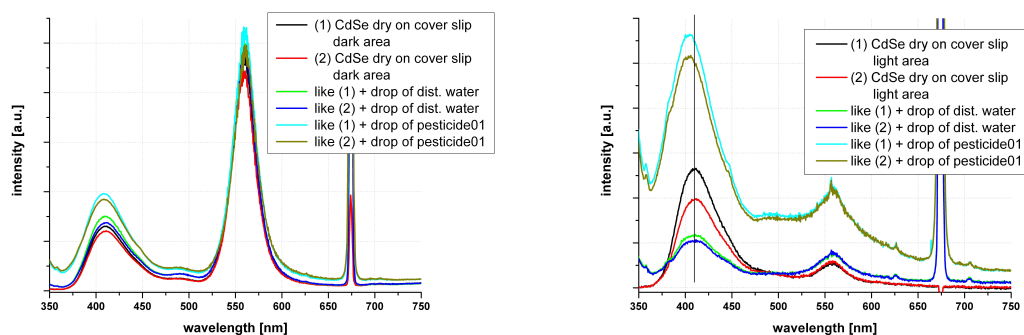 intensity [a.u.]
(1) CdSe dry on cover slip
dark area
(2) CdSe dry on cover slip
dark area
like (1) + drop of dist. water
like (2) + drop of dist. water
like (1) + drop of pesticide01
like (2) + drop of pesticide01
350 400 450 500 550 600 650 700 750
wavelength [nm]
intensity [a.u.]
(1) CdSe dry on cover slip
light area
(2) CdSe dry on cover slip
light area
like (1) + drop of dist. water
like (2) + drop of dist. water
like (1) + drop of pesticide01
like (2) + drop of pesticide01
350 400 450 500 550 600 650 700 750
wavelength [nm]